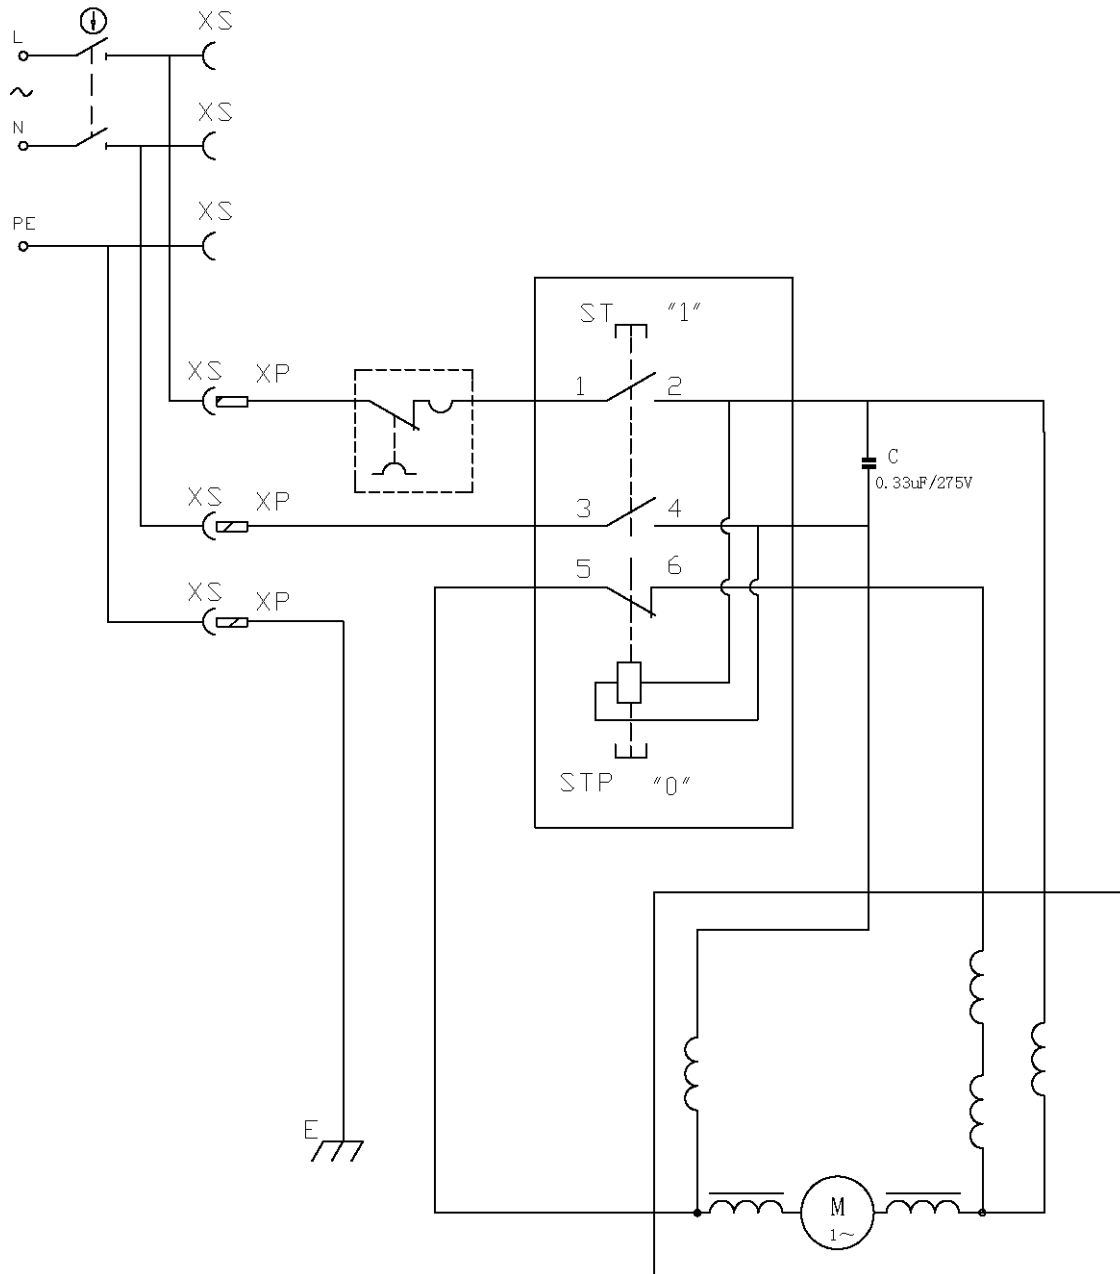 L
XS
~
N
XS
PE
XS
ST "1"
XS XP
1 2
C
0.33uF/275V
XS XP
3 4
5 6
XS XP
STP "0"
E
M
1~